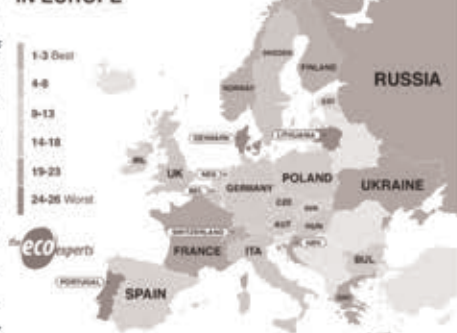 IN EUROPE
1-3 Best
4-8
9-13
14-18
19-23
24-26 Worst
the eco experts
SWEDEN
FINLAND
NORWAY
RUSSIA
EST
DENMARK
LITHUANIA
IRL
UK
NED
BEL
GERMANY
POLAND
UKRAINE
CZE
SVK
AUT
HUN
SWITZERLAND
FRANCE
ITA
BUL
PORTUGAL
SPAIN